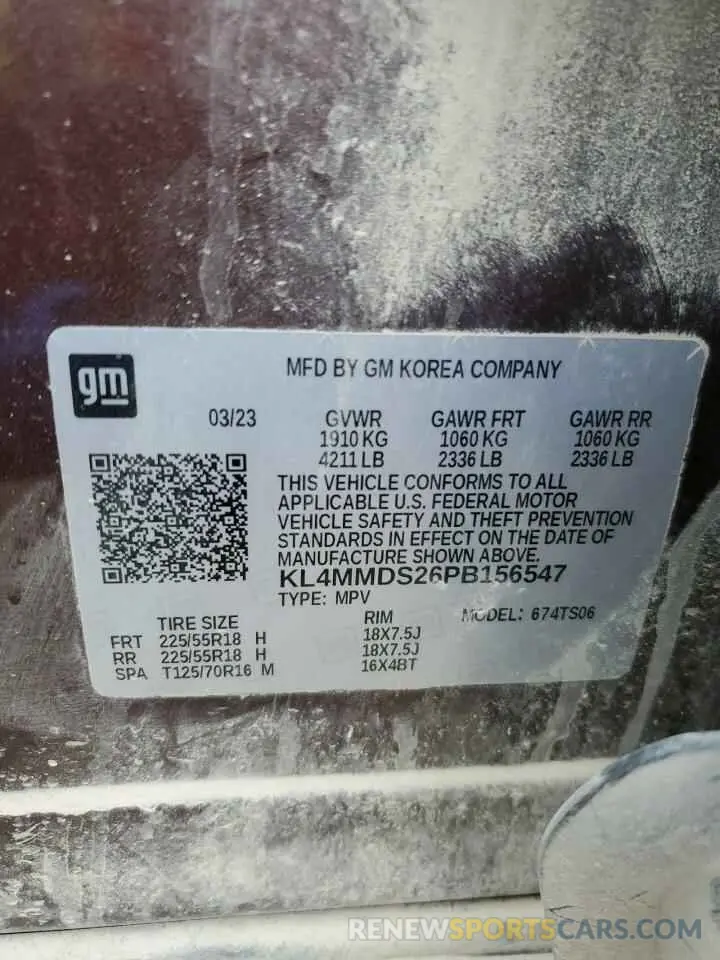 gm
MFD BY GM KOREA COMPANY
03/23 GVWR GAWR FRT GAWR RR
1910 KG 1060 KG 1060 KG
4211 LB 2336 LB 2336 LB
THIS VEHICLE CONFORMS TO ALL
APPLICABLE U.S. FEDERAL MOTOR
VEHICLE SAFETY AND THEFT PREVENTION
STANDARDS IN EFFECT ON THE DATE OF
MANUFACTURE SHOWN ABOVE.
KL4MMDS26PB156547
TYPE: MPV MODEL: 674TS06
TIRE SIZE RIM
FRT 225/55R18 H 18X7.5J
RR 225/55R18 H 18X7.5J
SPA T125/70R16 M 16X4BT
RENEWSPORTSCARS.COM